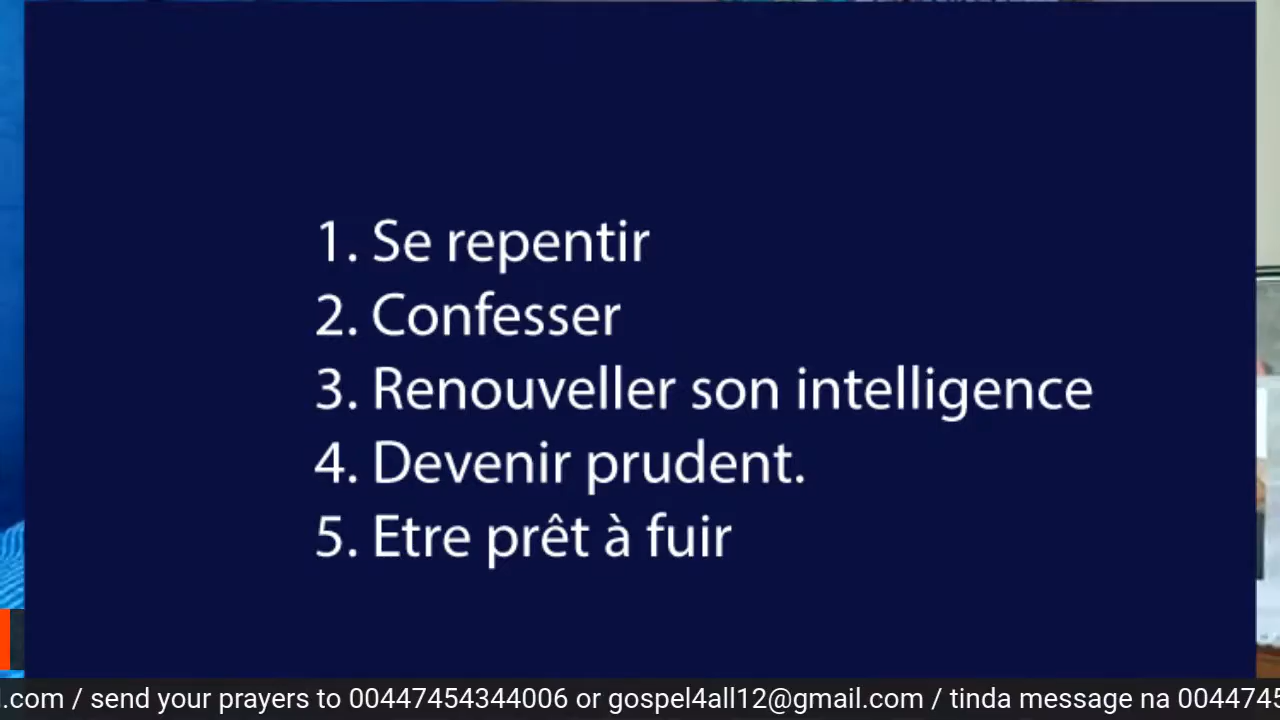 1. Se repentir
2. Confesser
3. Renouveller son intelligence
4. Devenir prudent.
5. Etre prêt à fuir
.com / send your prayers to 00447454344006 or gospel4all12@gmail.com / tinda message na 0044745